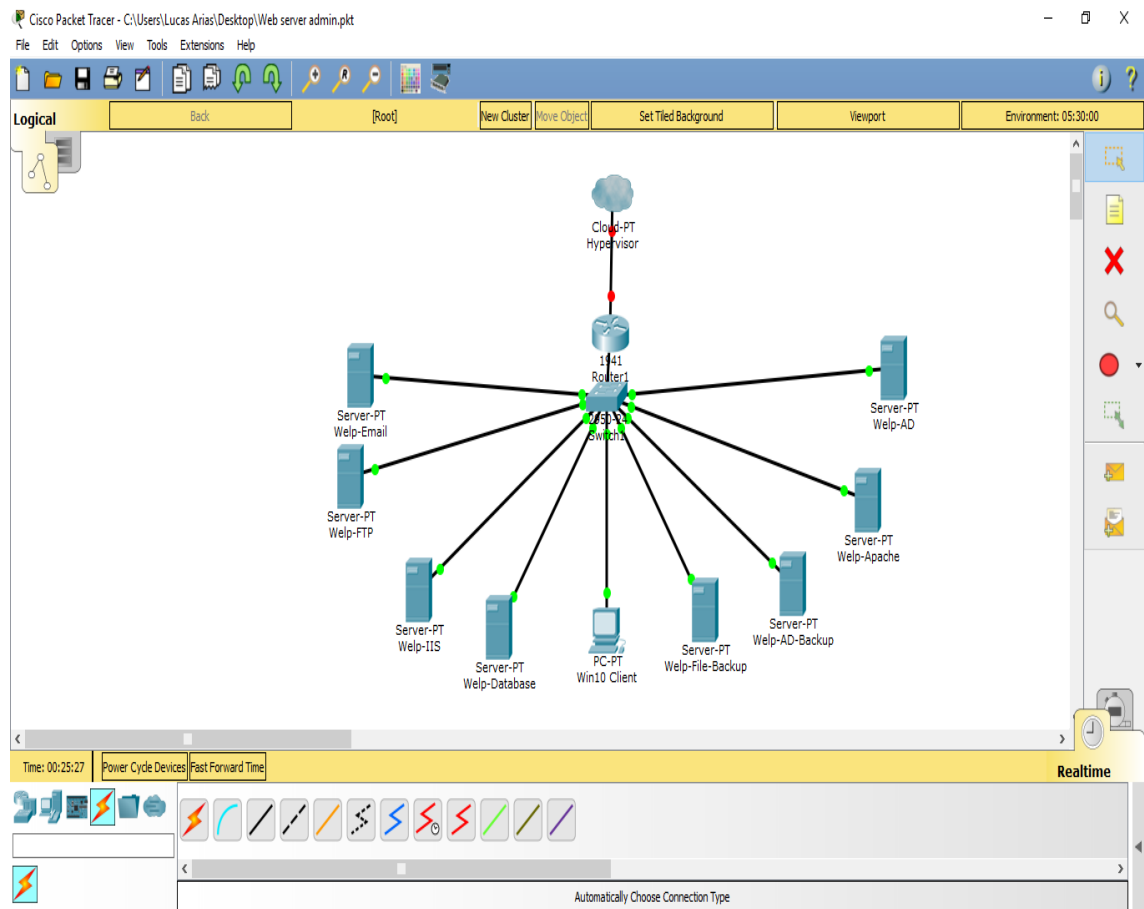 Cisco Packet Tracer - C:\Users\Lucas Arias\Desktop\Web server admin.pkt
File Edit Options View Tools Extensions Help
Logical Back [Root] New Cluster Move Object Set Tiled Background Viewport Environment: 05:30:00
Cloud-PT
Hypervisor
1941
Router1
2950-24
Switch1
Server-PT
Welp-Email
Server-PT
Welp-AD
Server-PT
Welp-FTP
Server-PT
Welp-Apache
Server-PT
Welp-IIS
Server-PT
Welp-AD-Backup
Server-PT
Welp-Database
PC-PT
Win10 Client
Server-PT
Welp-File-Backup
Time: 00:25:27 Power Cycle Devices Fast Forward Time Realtime
Automatically Choose Connection Type